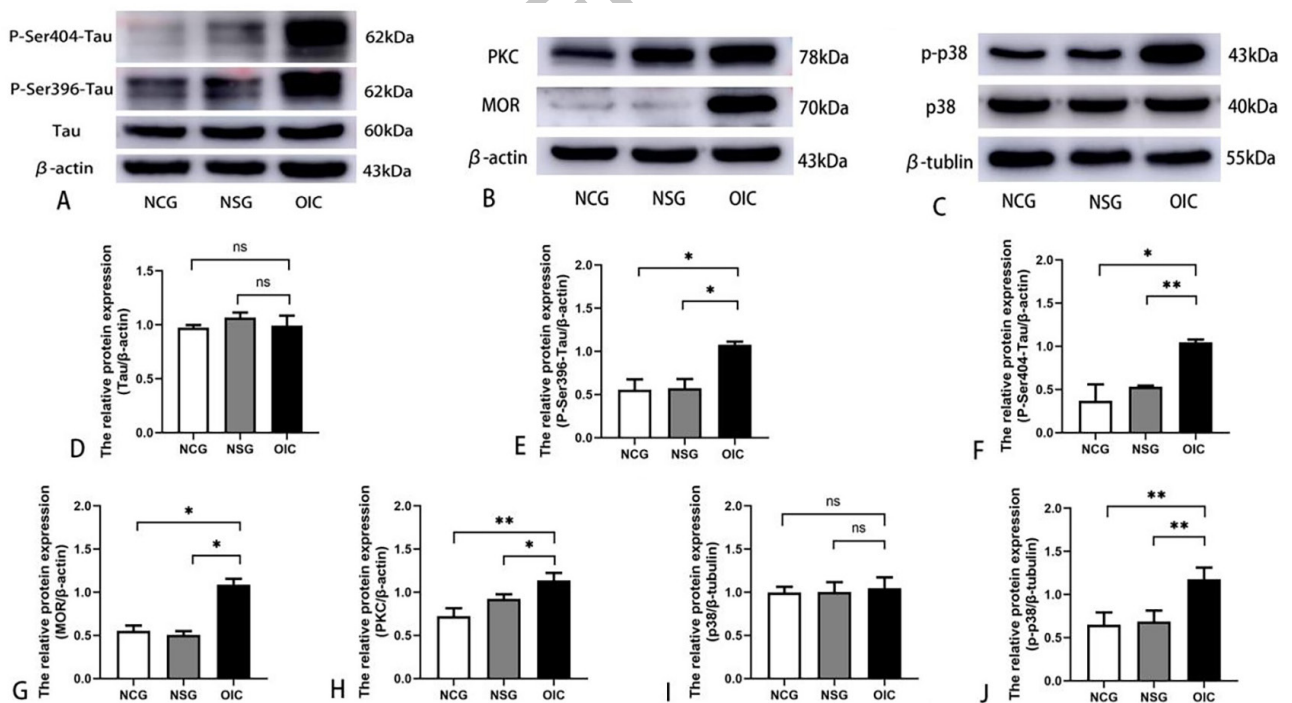 P-Ser404-Tau 62kDa
P-Ser396-Tau 62kDa
Tau 60kDa
β-actin 43kDa
A NCG NSG OIC
PKC 78kDa
MOR 70kDa
β-actin 43kDa
B NCG NSG OIC
p-p38 43kDa
p38 40kDa
β-tublin 55kDa
C NCG NSG OIC
The relative protein expression
(Tau/β-actin)
1.5
1.0
0.5
0.0
ns
ns
NCG NSG OIC
D
The relative protein expression
(P-Ser396-Tau/β-actin)
2.0
1.5
1.0
0.5
0.0
*
*
NCG NSG OIC
E
The relative protein expression
(P-Ser404-Tau/β-actin)
2.0
1.5
1.0
0.5
0.0
*
**
NCG NSG OIC
F
The relative protein expression
(MOR/β-actin)
2.0
1.5
1.0
0.5
0.0
*
*
NCG NSG OIC
G
The relative protein expression
(PKC/β-actin)
2.0
1.5
1.0
0.5
0.0
**
*
NCG NSG OIC
H
The relative protein expression
(p38/β-tubulin)
2.0
1.5
1.0
0.5
0.0
ns
ns
NCG NSG OIC
I
The relative protein expression
(p-p38/β-tubulin)
2.0
1.5
1.0
0.5
0.0
**
**
NCG NSG OIC
J